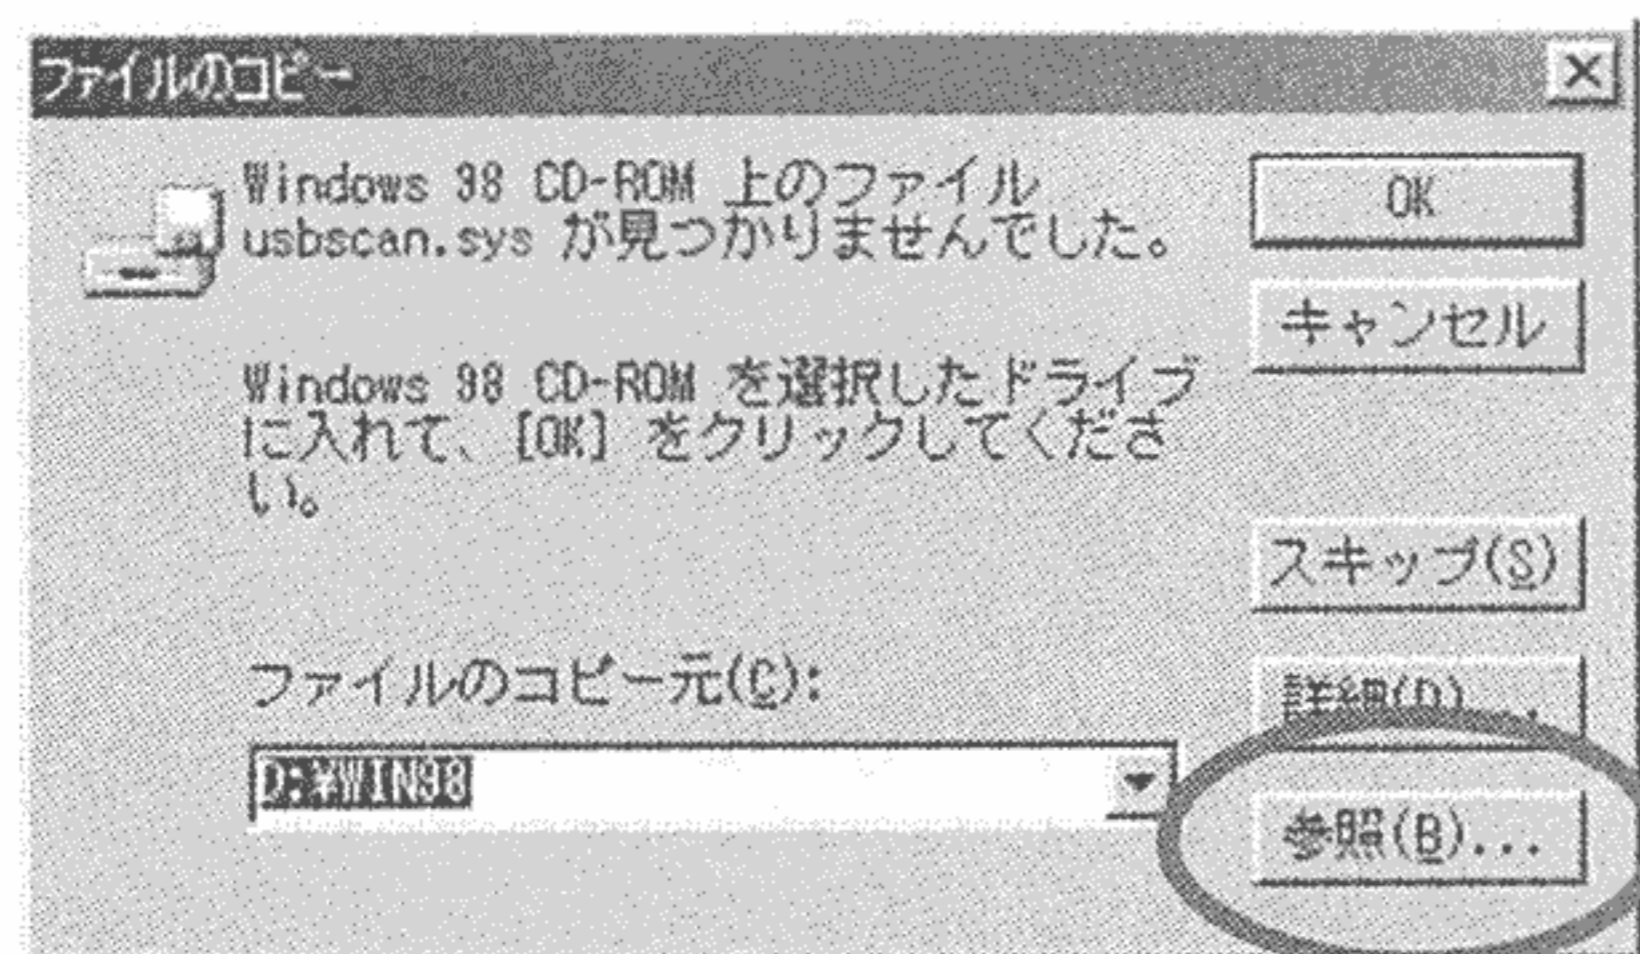 ファイルのコピー
Windows 98 CD-ROM 上のファイル
usbscan.sys が見つかりませんでした。
Windows 98 CD-ROM を選択したドライブ
に入れて、[OK] をクリックしてくださ
い。
ファイルのコピー元(C):
D:¥WIN98
OK
キャンセル
スキップ(S)
詳細(D)...
参照(B)...